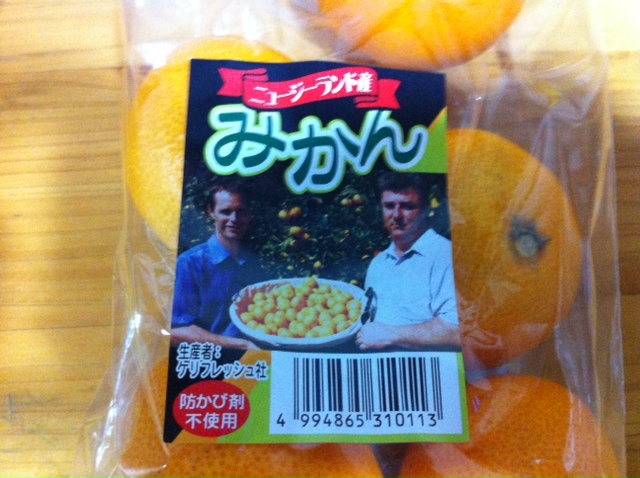 ニュージーランド産
みかん
生産者：
ケリフレッシュ社
防かび剤
不使用
4 994865 310113